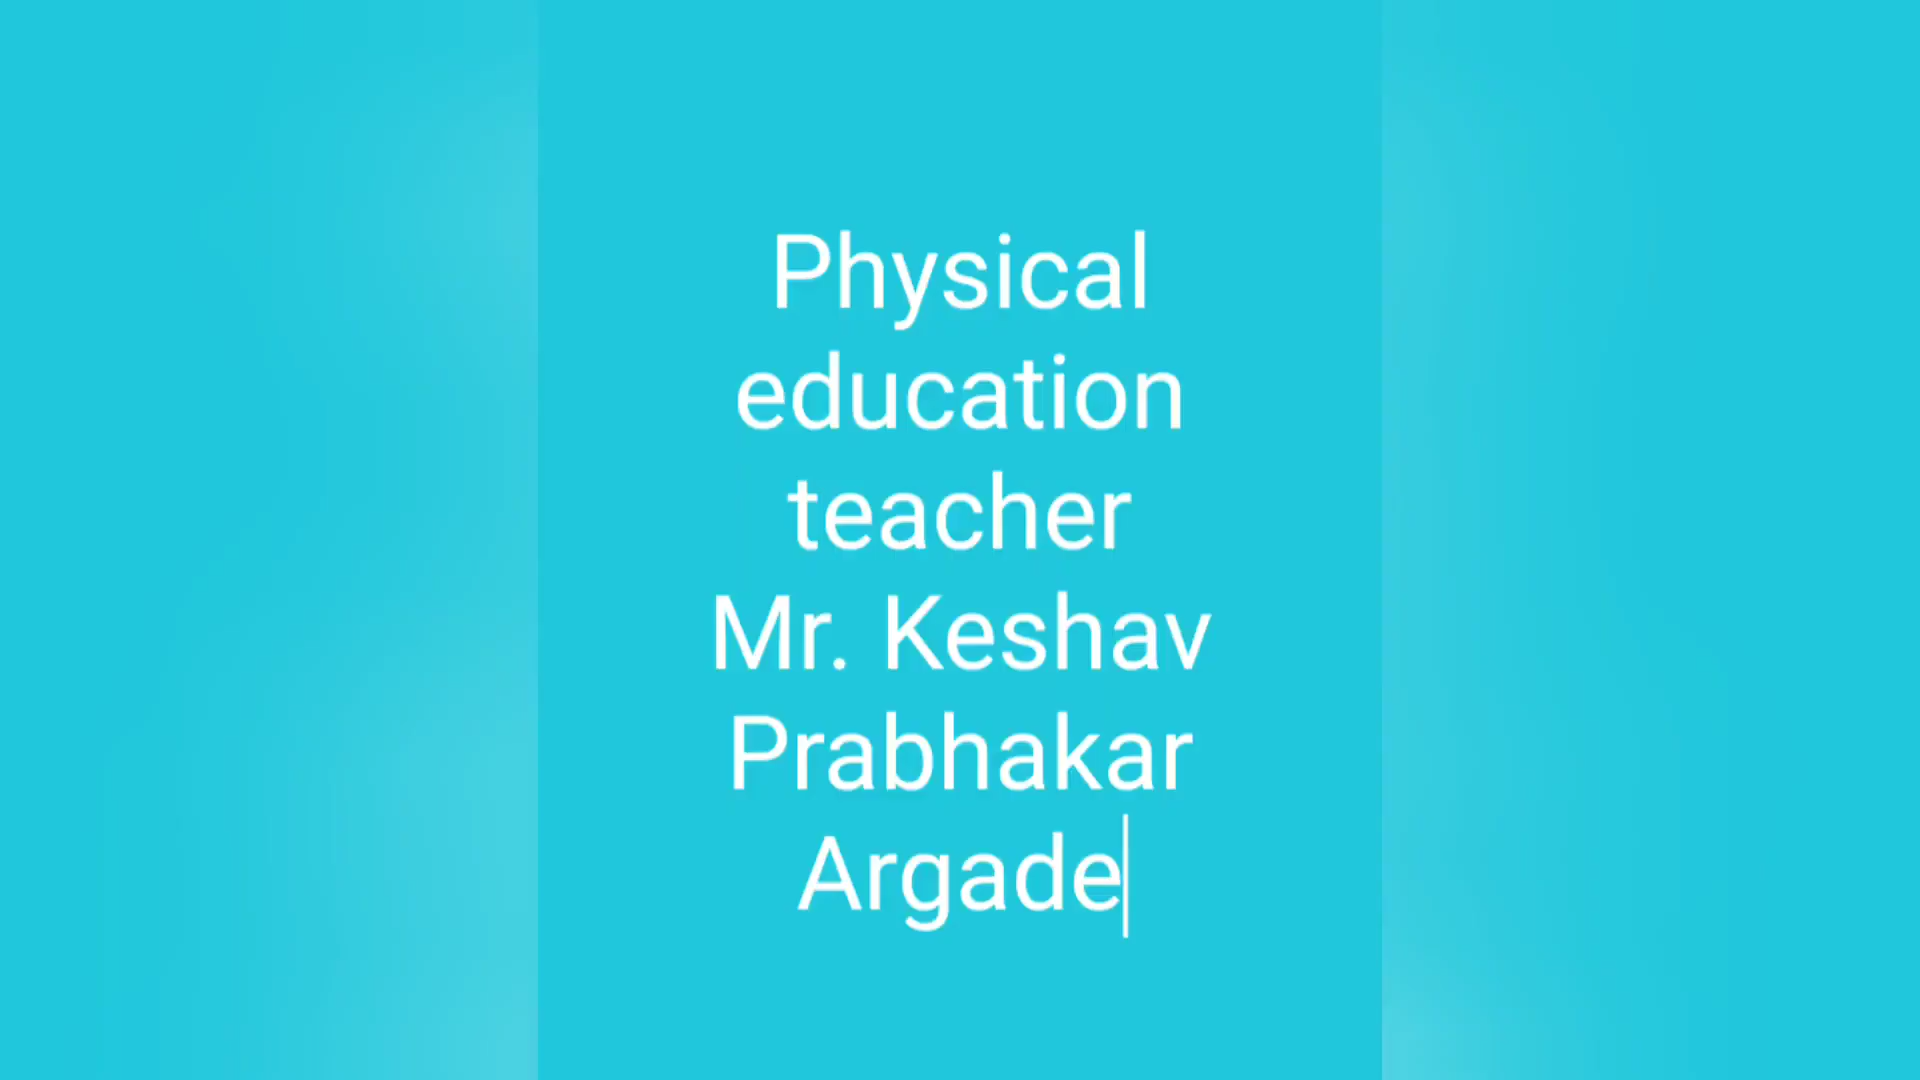 Physical
education
teacher
Mr. Keshav
Prabhakar
Argade